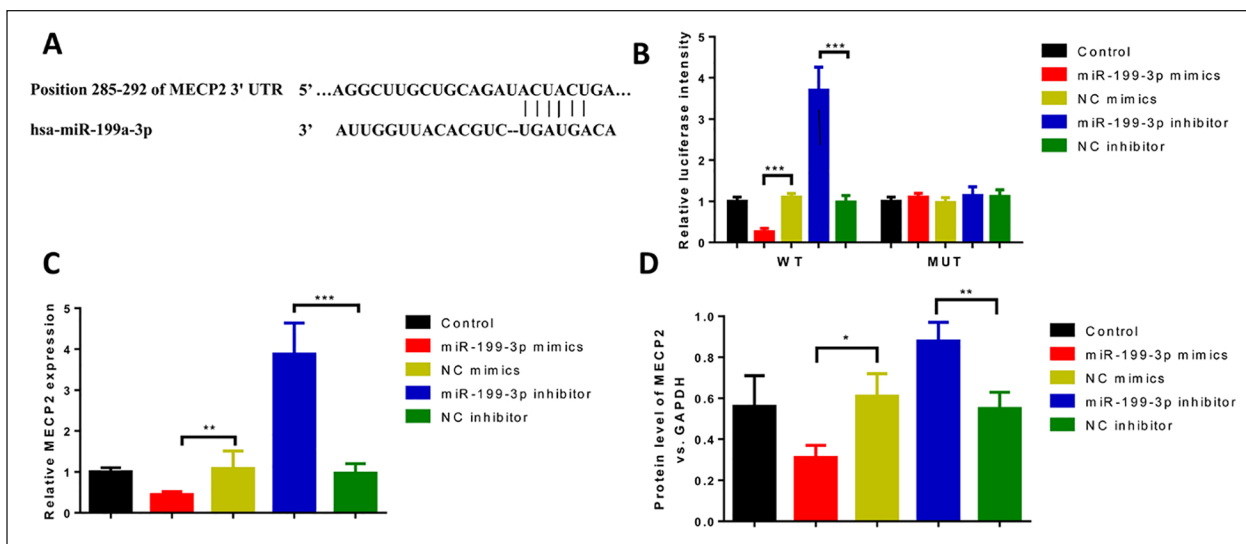 A
Position 285-292 of MECP2 3' UTR 5' ...AGGCUUGCUGCAGAUACUACUGA...
hsa-miR-199a-3p 3' AUUGGUUACACGUC--UGAUGACA
B
Relative luciferase intensity
5
4
3
2
1
0
***
***
WT
MUT
Control
miR-199-3p mimics
NC mimics
miR-199-3p inhibitor
NC inhibitor
C
Relative MECP2 expression
5
4
3
2
1
0
**
***
Control
miR-199-3p mimics
NC mimics
miR-199-3p inhibitor
NC inhibitor
D
Protein level of MECP2
vs. GAPDH
1.0
0.8
0.6
0.4
0.2
0.0
*
**
Control
miR-199-3p mimics
NC mimics
miR-199-3p inhibitor
NC inhibitor